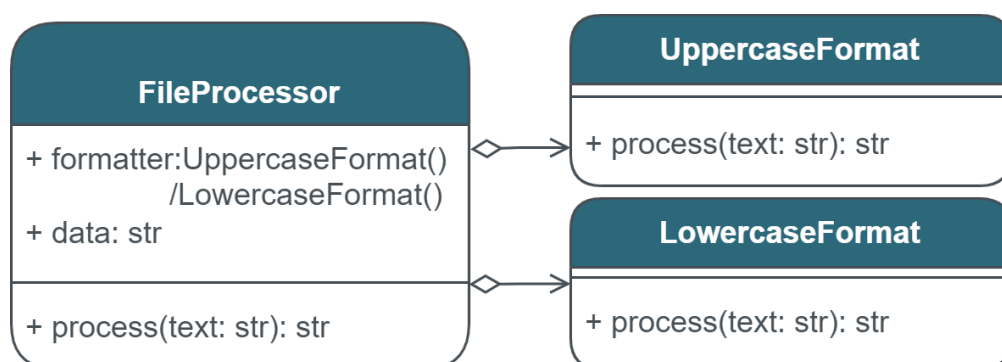 FileProcessor
+ formatter:UppercaseFormat()
/LowercaseFormat()
+ data: str
+ process(text: str): str
UppercaseFormat
+ process(text: str): str
LowercaseFormat
+ process(text: str): str